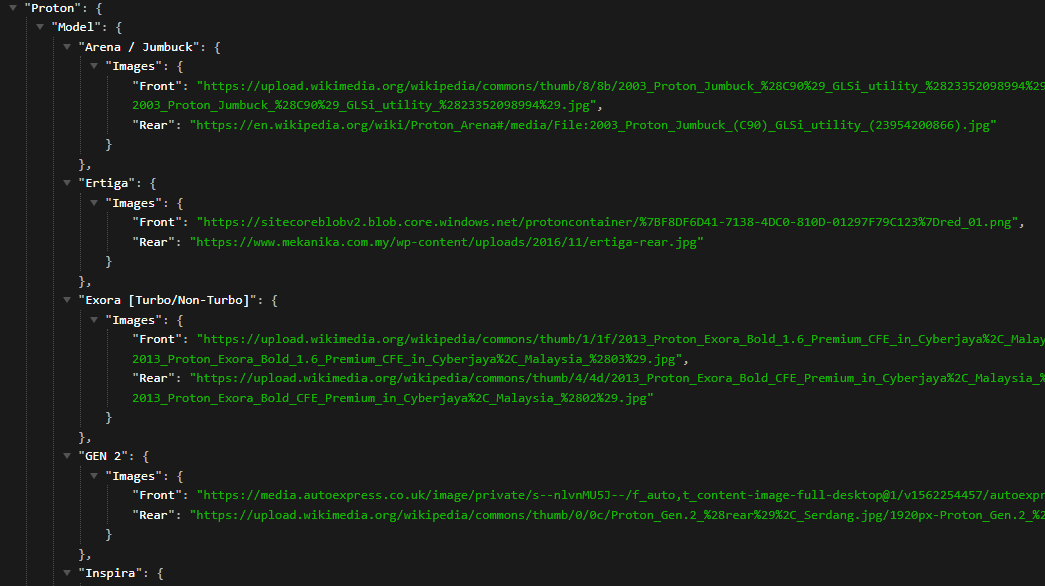 "Proton": {
"Model": {
"Arena / Jumbuck": {
"Images": {
"Front": "https://upload.wikimedia.org/wikipedia/commons/thumb/8/8b/2003_Proton_Jumbuck_%28C90%29_GLSi_utility_%2823352098994%29
2003_Proton_Jumbuck_%28C90%29_GLSi_utility_%2823352098994%29.jpg",
"Rear": "https://en.wikipedia.org/wiki/Proton_Arena#/media/File:2003_Proton_Jumbuck_(C90)_GLSi_utility_(23954200866).jpg"
}
},
"Ertiga": {
"Images": {
"Front": "https://sitecoreblobv2.blob.core.windows.net/protoncontainer/%7BF8DF6D41-7138-4DC0-810D-01297F79C123%7Dred_01.png",
"Rear": "https://www.mekanika.com.my/wp-content/uploads/2016/11/ertiga-rear.jpg"
}
},
"Exora [Turbo/Non-Turbo]": {
"Images": {
"Front": "https://upload.wikimedia.org/wikipedia/commons/thumb/1/1f/2013_Proton_Exora_Bold_1.6_Premium_CFE_in_Cyberjaya%2C_Malay
2013_Proton_Exora_Bold_1.6_Premium_CFE_in_Cyberjaya%2C_Malaysia_%2803%29.jpg",
"Rear": "https://upload.wikimedia.org/wikipedia/commons/thumb/4/4d/2013_Proton_Exora_Bold_CFE_Premium_in_Cyberjaya%2C_Malaysia_%
2013_Proton_Exora_Bold_CFE_Premium_in_Cyberjaya%2C_Malaysia_%2802%29.jpg"
}
},
"GEN 2": {
"Images": {
"Front": "https://media.autoexpress.co.uk/image/private/s--nlvnMU5J--/f_auto,t_content-image-full-desktop@1/v1562254457/autoexpr
"Rear": "https://upload.wikimedia.org/wikipedia/commons/thumb/0/0c/Proton_Gen.2_%28rear%29%2C_Serdang.jpg/1920px-Proton_Gen.2_%2
}
},
"Inspira": {